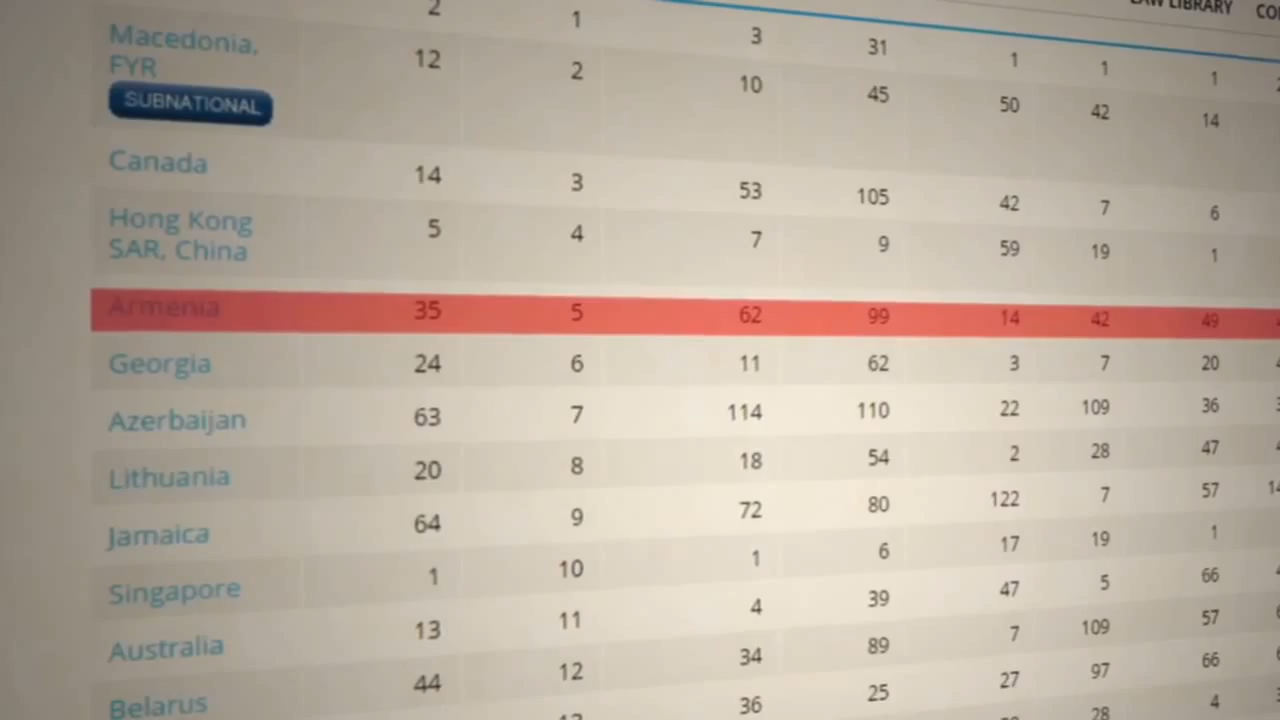 LAW LIBRARY
2 1 3 31 1 1 1
Macedonia, 12 2 10 45 50 42 14
FYR
SUBNATIONAL
Canada 14 3 53 105 42 7 6
Hong Kong 5 4 7 9 59 19 1
SAR, China
Armenia 35 5 62 99 14 42 49
Georgia 24 6 11 62 3 7 20
Azerbaijan 63 7 114 110 22 109 36
Lithuania 20 8 18 54 2 28 47
Jamaica 64 9 72 80 122 7 57
Singapore 1 10 1 6 17 19 1
Australia 13 11 4 39 47 5 66
Belarus 44 12 34 89 7 109 57
36 25 27 97 66
28 4